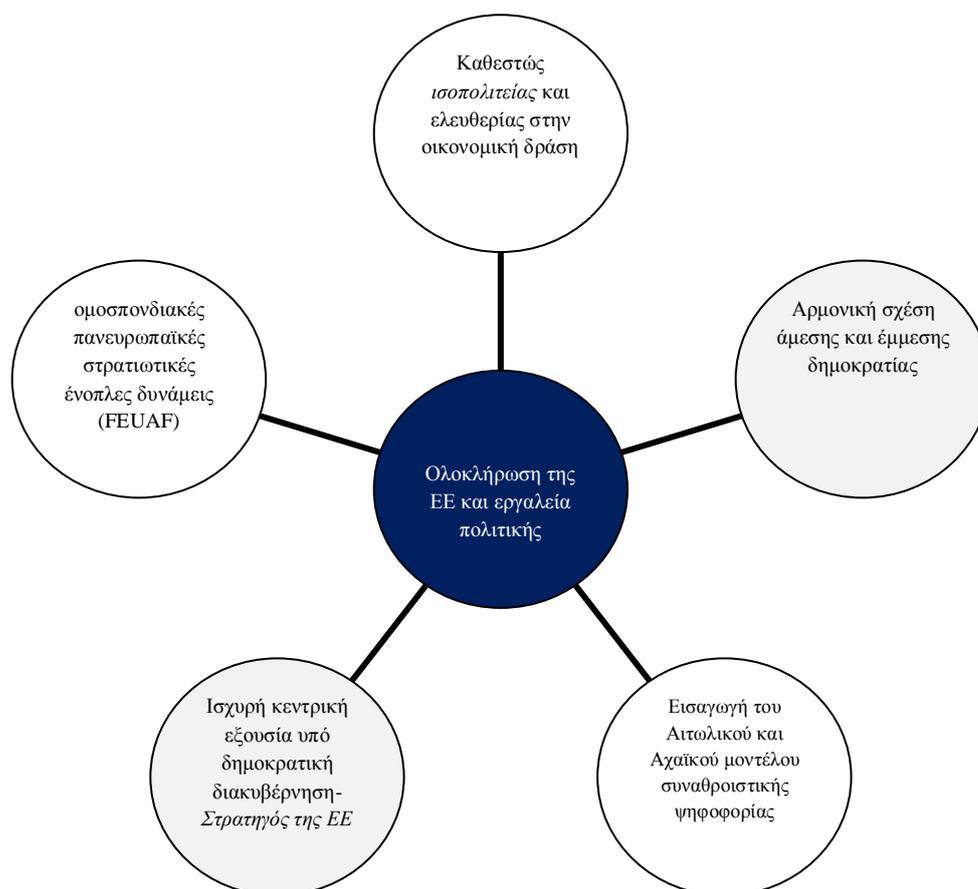 Καθεστώς
ισοπολιτείας και
ελευθερίας στην
οικονομική δράση
ομοσπονδιακές
πανευρωπαϊκές
στρατιωτικές
ένοπλες δυνάμεις
(FEUAF)
Αρμονική σχέση
άμεσης και έμμεσης
δημοκρατίας
Ολοκλήρωση της
ΕΕ και εργαλεία
πολιτικής
Ισχυρή κεντρική
εξουσία υπό
δημοκρατική
διακυβέρνηση-
Στρατηγός της ΕΕ
Εισαγωγή του
Αιτωλικού και
Αχαϊκού μοντέλου
συναθροιστικής
ψηφοφορίας